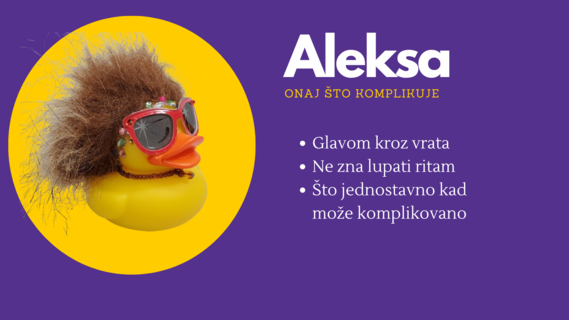 Aleksa
ONAJ ŠTO KOMPLIKUJE
• Glavom kroz vrata
• Ne zna lupati ritam
• Što jednostavno kad
može komplikovano